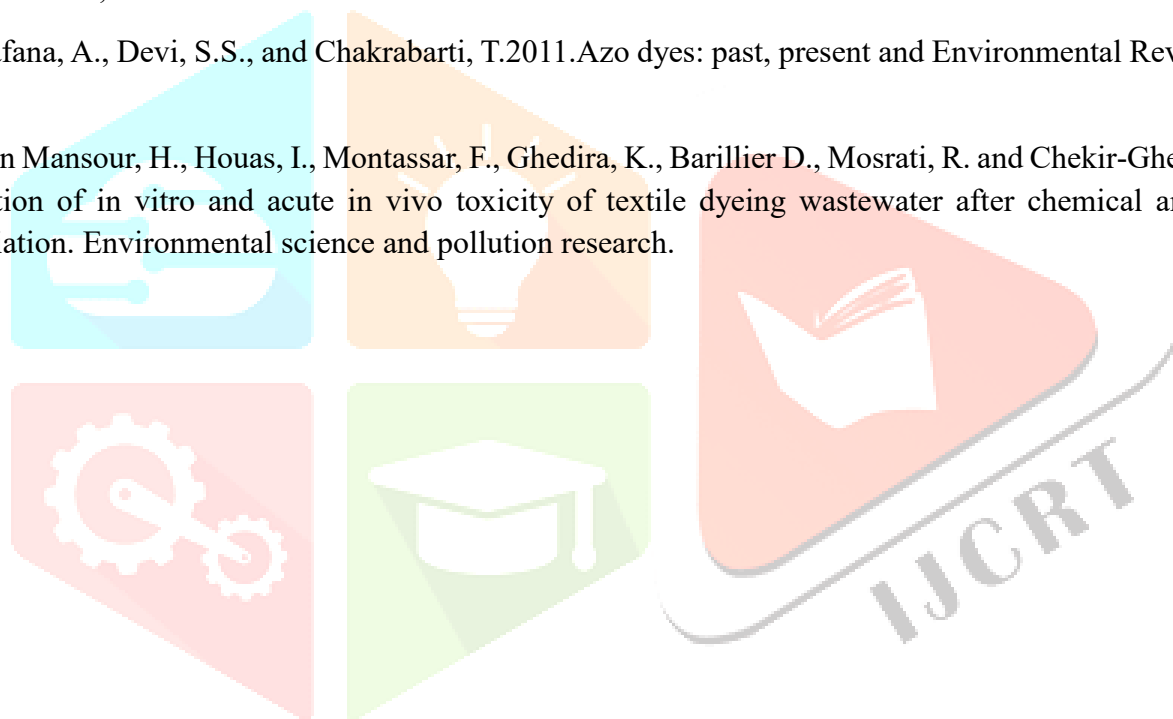 fana, A., Devi, S.S., and Chakrabarti, T.2011.Azo dyes: past, present and Environmental Rev
n Mansour, H., Houas, I., Montassar, F., Ghedira, K., Barillier D., Mosrati, R. and Chekir-Ghe
tion of in vitro and acute in vivo toxicity of textile dyeing wastewater after chemical a
ation. Environmental science and pollution research.
IJCRT